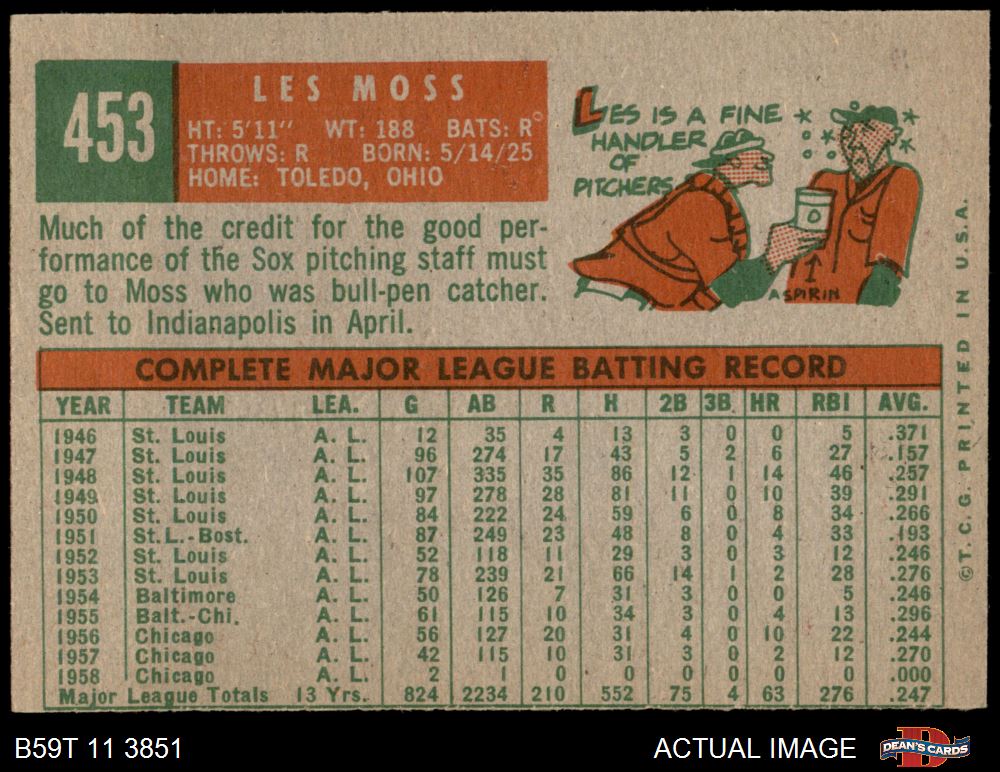 453
LES MOSS
HT: 5'11" WT: 188 BATS: R
THROWS: R BORN: 5/14/25
HOME: TOLEDO, OHIO
LES IS A FINE
HANDLER
OF
PITCHERS
ASPIRIN
Much of the credit for the good per-
formance of the Sox pitching staff must
go to Moss who was bull-pen catcher.
Sent to Indianapolis in April.
COMPLETE MAJOR LEAGUE BATTING RECORD
YEAR TEAM LEA. G AB R H 2B 3B. HR RBI AVG.
1946 St. Louis A. L. 12 35 4 13 3 0 0 5 .371
1947 St. Louis A. L. 96 274 17 43 5 2 6 27 .157
1948 St. Louis A. L. 107 335 35 86 12 1 14 46 .257
1949 St. Louis A. L. 97 278 28 81 11 0 10 39 .291
1950 St. Louis A. L. 84 222 24 59 6 0 8 34 .266
1951 St.L.-Bost. A. L. 87 249 23 48 8 0 4 33 .193
1952 St. Louis A. L. 52 118 11 29 3 0 3 12 .246
1953 St. Louis A. L. 78 239 21 66 14 1 2 28 .276
1954 Baltimore A. L. 50 126 7 31 3 0 0 5 .246
1955 Balt.-Chi. A. L. 61 115 10 34 3 0 4 13 .296
1956 Chicago A. L. 56 127 20 31 4 0 10 22 .244
1957 Chicago A. L. 42 115 10 31 3 0 2 12 .270
1958 Chicago A. L. 2 1 0 0 0 0 0 0 .000
Major League Totals 13 Yrs. 824 2234 210 552 75 4 63 276 .247
© T. C. G. PRINTED IN U.S.A.
B59T 11 3851
ACTUAL IMAGE
DEAN'S CARDS